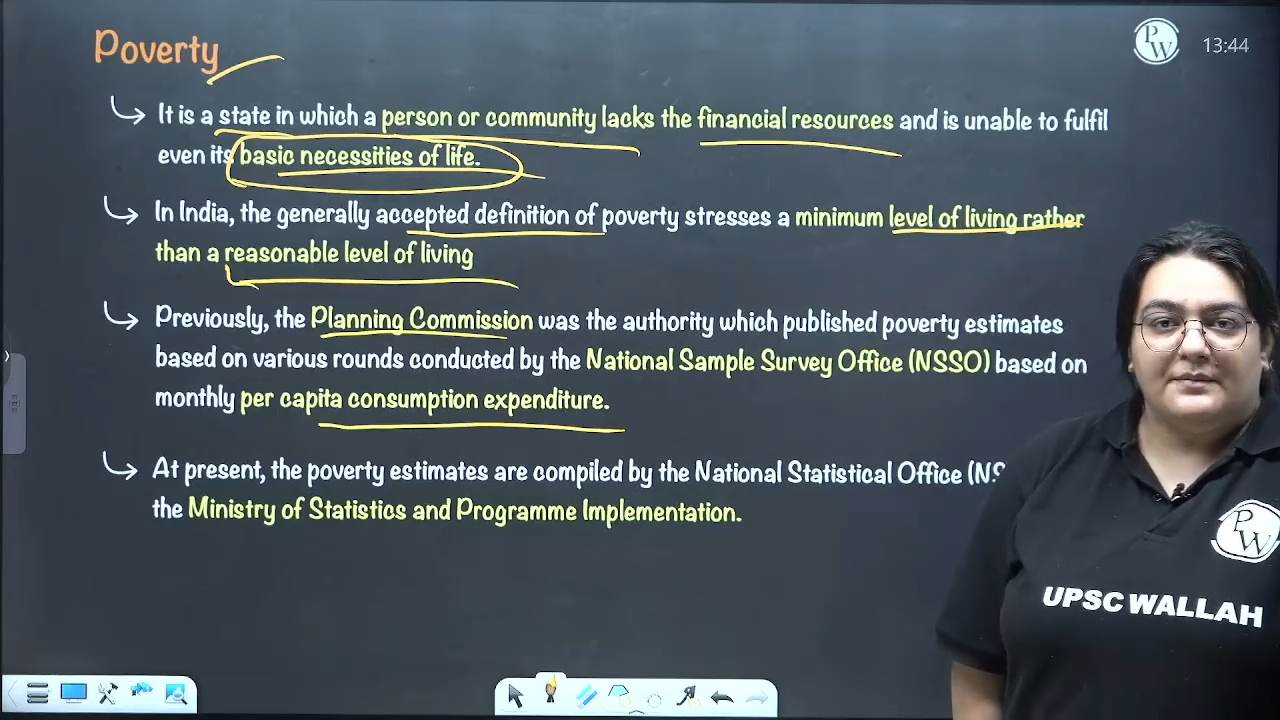 Poverty
PW
13:44
It is a state in which a person or community lacks the financial resources and is unable to fulfil
even its basic necessities of life.
In India, the generally accepted definition of poverty stresses a minimum level of living rather
than a reasonable level of living
Previously, the Planning Commission was the authority which published poverty estimates
based on various rounds conducted by the National Sample Survey Office (NSSO) based on
monthly per capita consumption expenditure.
At present, the poverty estimates are compiled by the National Statistical Office
the Ministry of Statistics and Programme Implementation.
PW
UPSC WALLAH